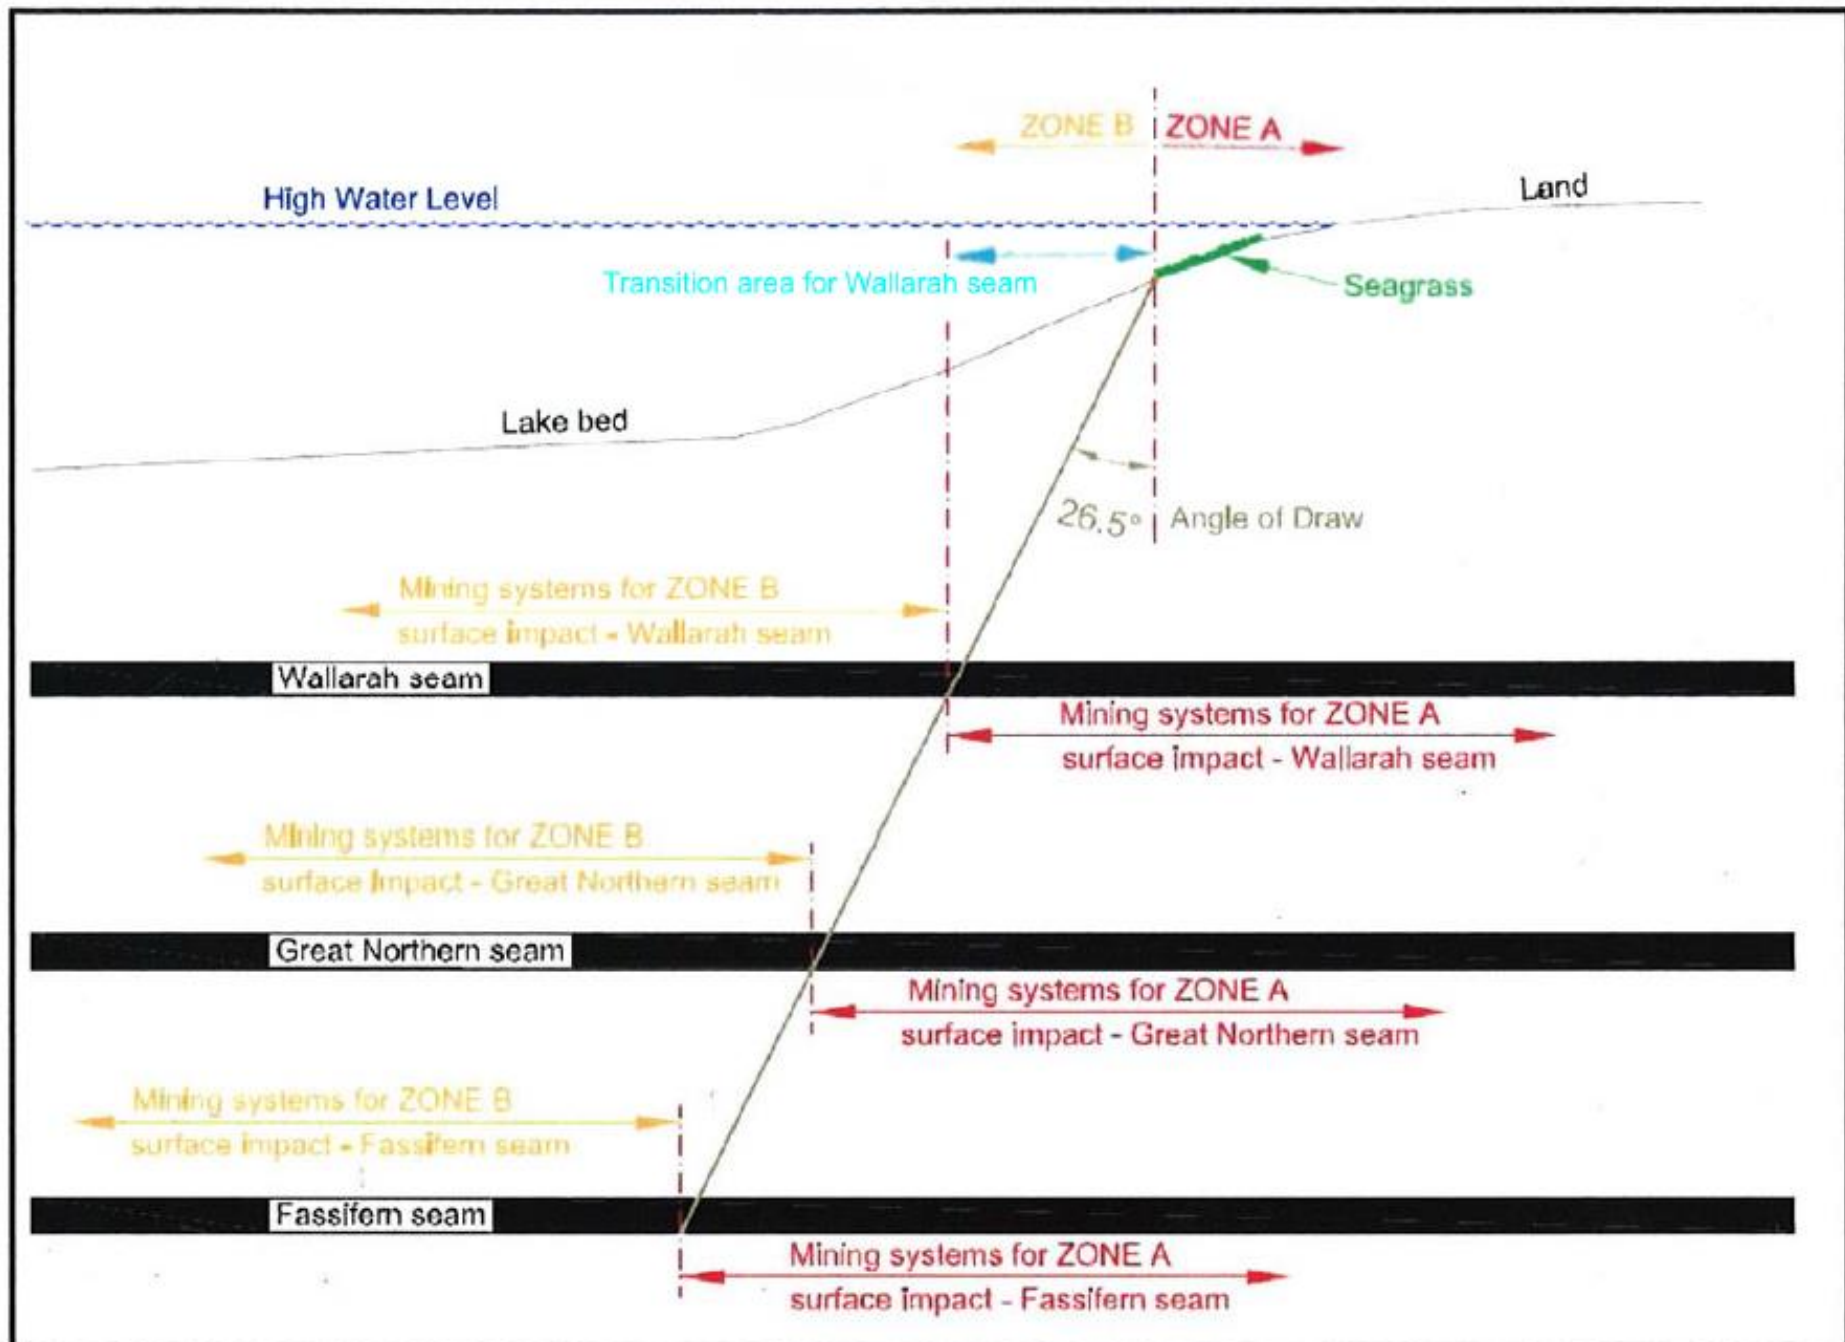 ZONE B
ZONE A
High Water Level
Land
Transition area for Wallarah seam
Seagrass
Lake bed
26.5°
Angle of Draw
Mining systems for ZONE B
surface impact - Wallarah seam
Wallarah seam
Mining systems for ZONE A
surface impact - Wallarah seam
Mining systems for ZONE B
surface impact - Great Northern seam
Great Northern seam
Mining systems for ZONE A
surface impact - Great Northern seam
Mining systems for ZONE B
surface impact - Fassifern seam
Fassifern seam
Mining systems for ZONE A
surface impact - Fassifern seam